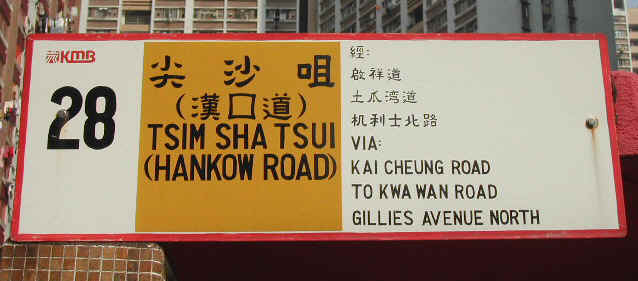 KMB
28
尖沙咀
(漢口道)
TSIM SHA TSUI
(HANKOW ROAD)
經:
啟祥道
土瓜湾道
机利士北路
VIA:
KAI CHEUNG ROAD
TO KWA WAN ROAD
GILLIES AVENUE NORTH